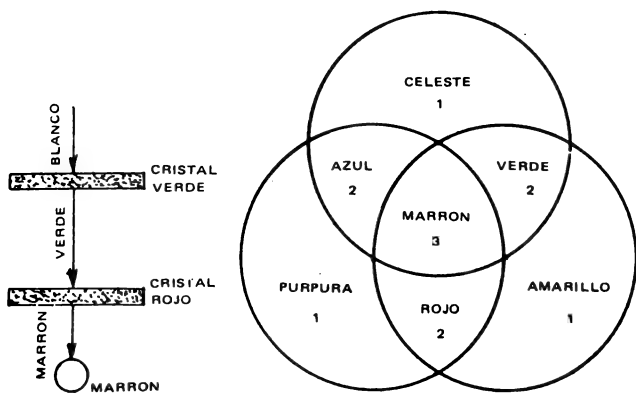 BLANCO
CRISTAL
VERDE
VERDE
CRISTAL
ROJO
MARRON
MARRON
CELESTE
1
AZUL
2
VERDE
2
MARRON
3
PURPURA
1
ROJO
2
AMARILLO
1